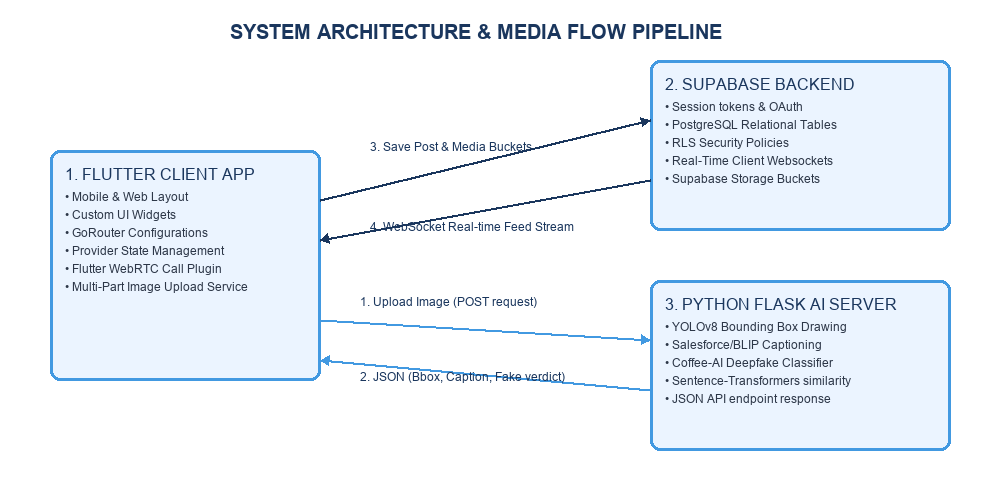 SYSTEM ARCHITECTURE & MEDIA FLOW PIPELINE
1. FLUTTER CLIENT APP
• Mobile & Web Layout
• Custom UI Widgets
• GoRouter Configurations
• Provider State Management
• Flutter WebRTC Call Plugin
• Multi-Part Image Upload Service
3. Save Post & Media Buckets
4. WebSocket Real-time Feed Stream
1. Upload Image (POST request)
2. JSON (Bbox, Caption, Fake verdict)
2. SUPABASE BACKEND
• Session tokens & OAuth
• PostgreSQL Relational Tables
• RLS Security Policies
• Real-Time Client Websockets
• Supabase Storage Buckets
3. PYTHON FLASK AI SERVER
• YOLOv8 Bounding Box Drawing
• Salesforce/BLIP Captioning
• Coffee-AI Deepfake Classifier
• Sentence-Transformers similarity
• JSON API endpoint response